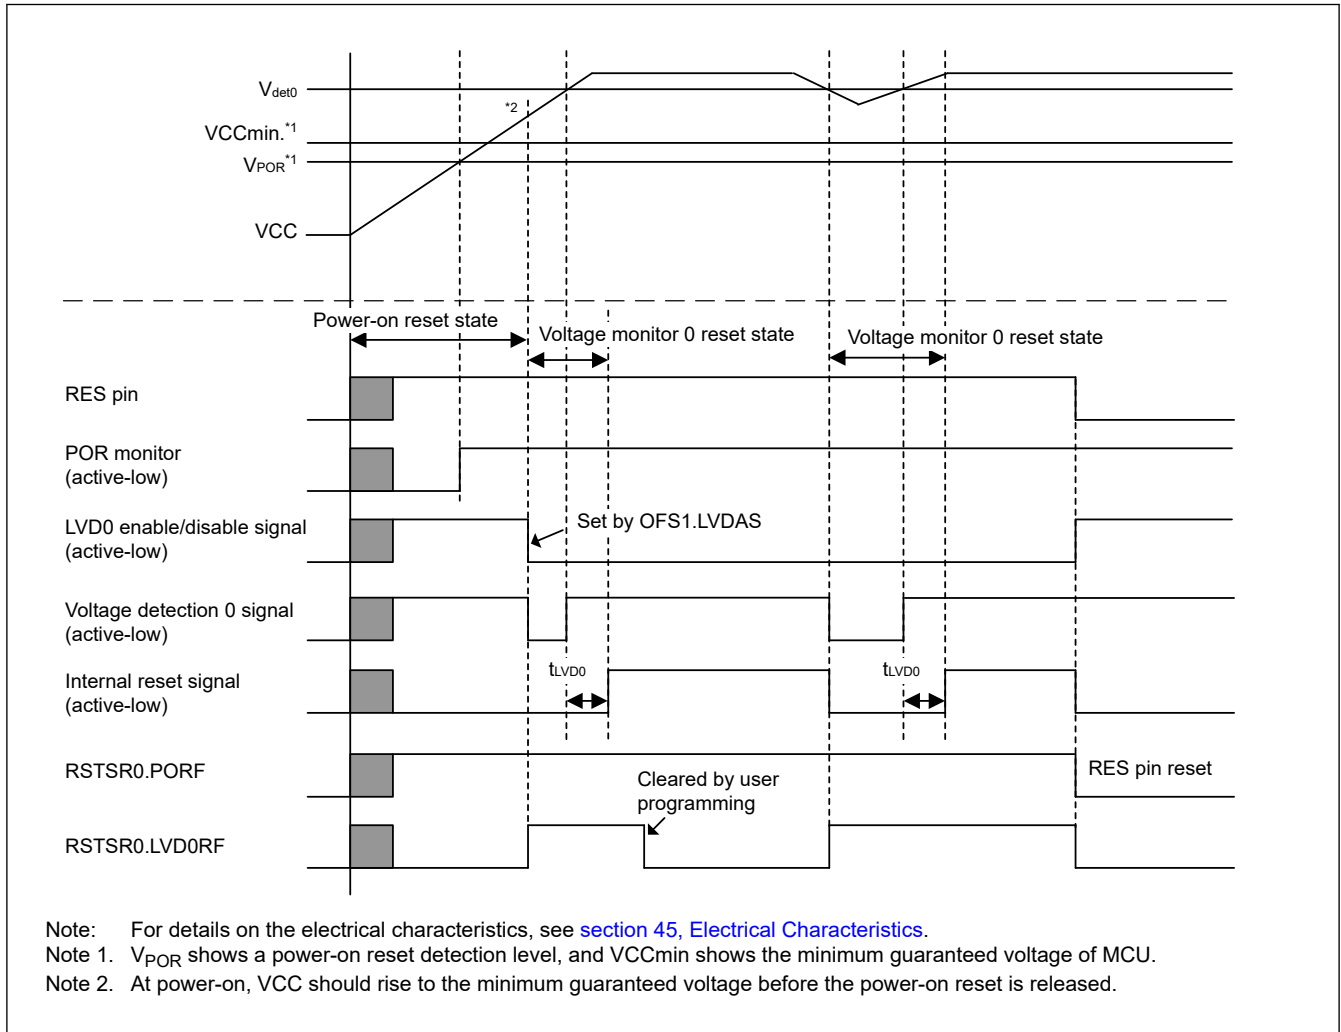 Vdet0
*2
VCCmin.*1
VPOR*1
VCC
Power-on reset state
Voltage monitor 0 reset state
Voltage monitor 0 reset state
RES pin
POR monitor
(active-low)
LVD0 enable/disable signal
(active-low)
Set by OFS1.LVDAS
Voltage detection 0 signal
(active-low)
tLVD0
tLVD0
Internal reset signal
(active-low)
RSTSR0.PORF
RES pin reset
Cleared by user
programming
RSTSR0.LVD0RF
Note: For details on the electrical characteristics, see section 45, Electrical Characteristics.
Note 1. VPOR shows a power-on reset detection level, and VCCmin shows the minimum guaranteed voltage of MCU.
Note 2. At power-on, VCC should rise to the minimum guaranteed voltage before the power-on reset is released.